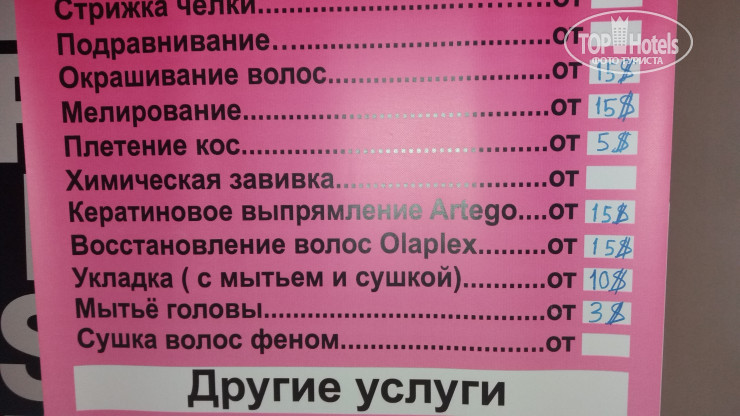 Стрижка челки.....................................от
TOP Hotels
ФОТО ТУРИСТА
Подравнивание..................................от
Окрашивание волос..........................от 15$
Мелирование.....................................от 15$
Плетение кос.....................................от 5$
Химическая завивка.........................от
Кератиновое выпрямление Artego....от 15$
Восстановление волос Olaplex.........от 15$
Укладка ( с мытьем и сушкой)...........от 10$
Мытьё головы...................................от 3$
Сушка волос феном.........................от
Другие услуги